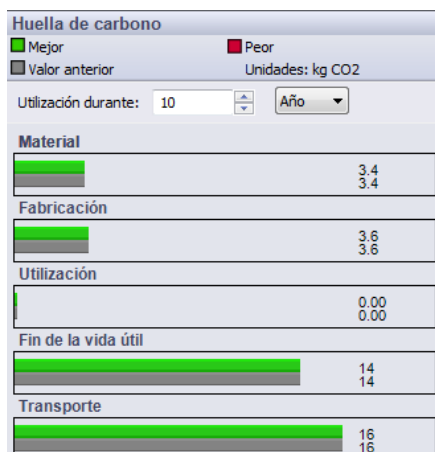 Huella de carbono
Mejor Peor
Valor anterior Unidades: kg CO2
Utilización durante: 10 Año
Material
3.4
3.4
Fabricación
3.6
3.6
Utilización
0.00
0.00
Fin de la vida útil
14
14
Transporte
16
16